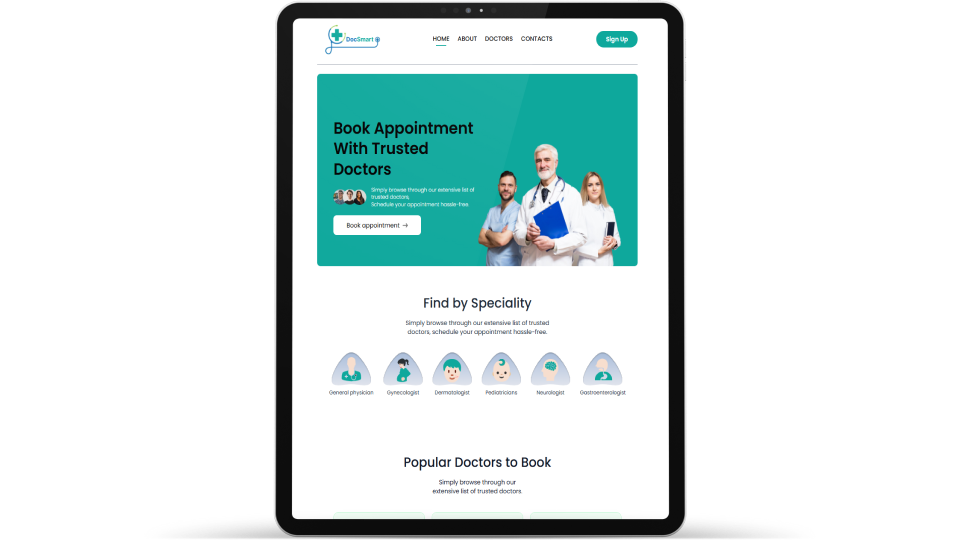 DocSmart
HOME ABOUT DOCTORS CONTACTS
Sign Up
Book Appointment
With Trusted
Doctors
Simply browse through our extensive list of
trusted doctors,
Schedule your appointment hassle-free.
Book appointment →
Find by Speciality
Simply browse through our extensive list of trusted
doctors, schedule your appointment hassle-free.
General physician Gynecologist Dermatologist Pediatricians Neurologist Gastroenterologist
Popular Doctors to Book
Simply browse through our
extensive list of trusted doctors.